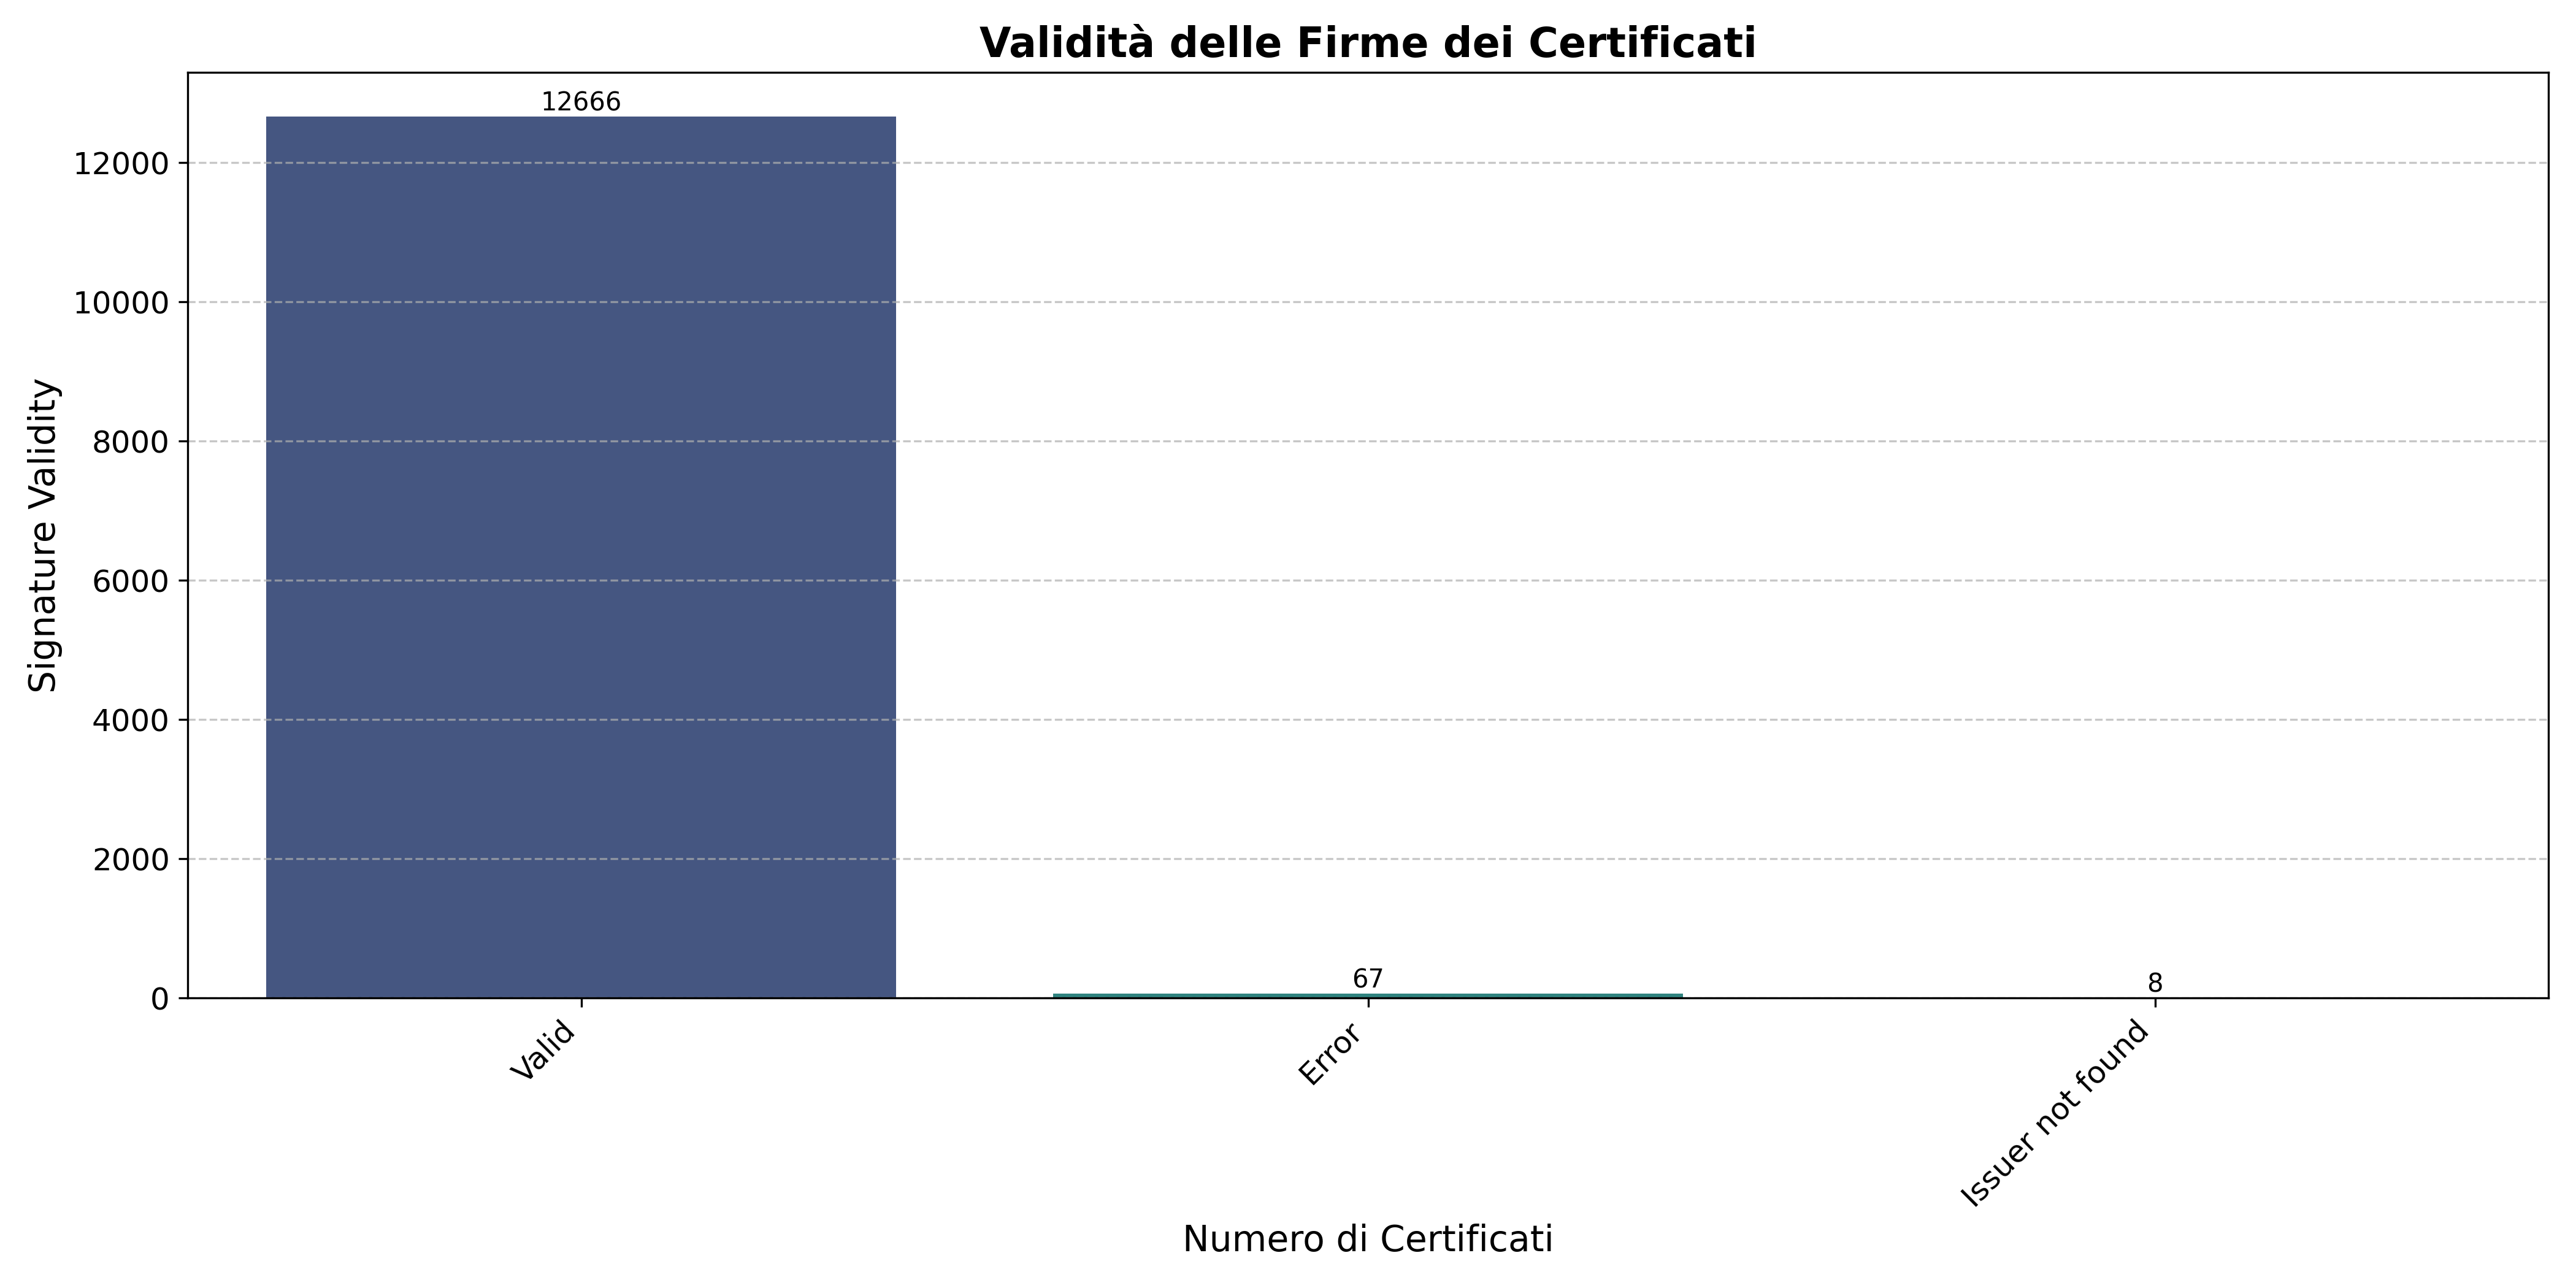 Validità delle Firme dei Certificati
12666
12000
10000
8000
6000
4000
2000
0
Signature Validity
67
8
Valid
Error
Issuer not found
Numero di Certificati